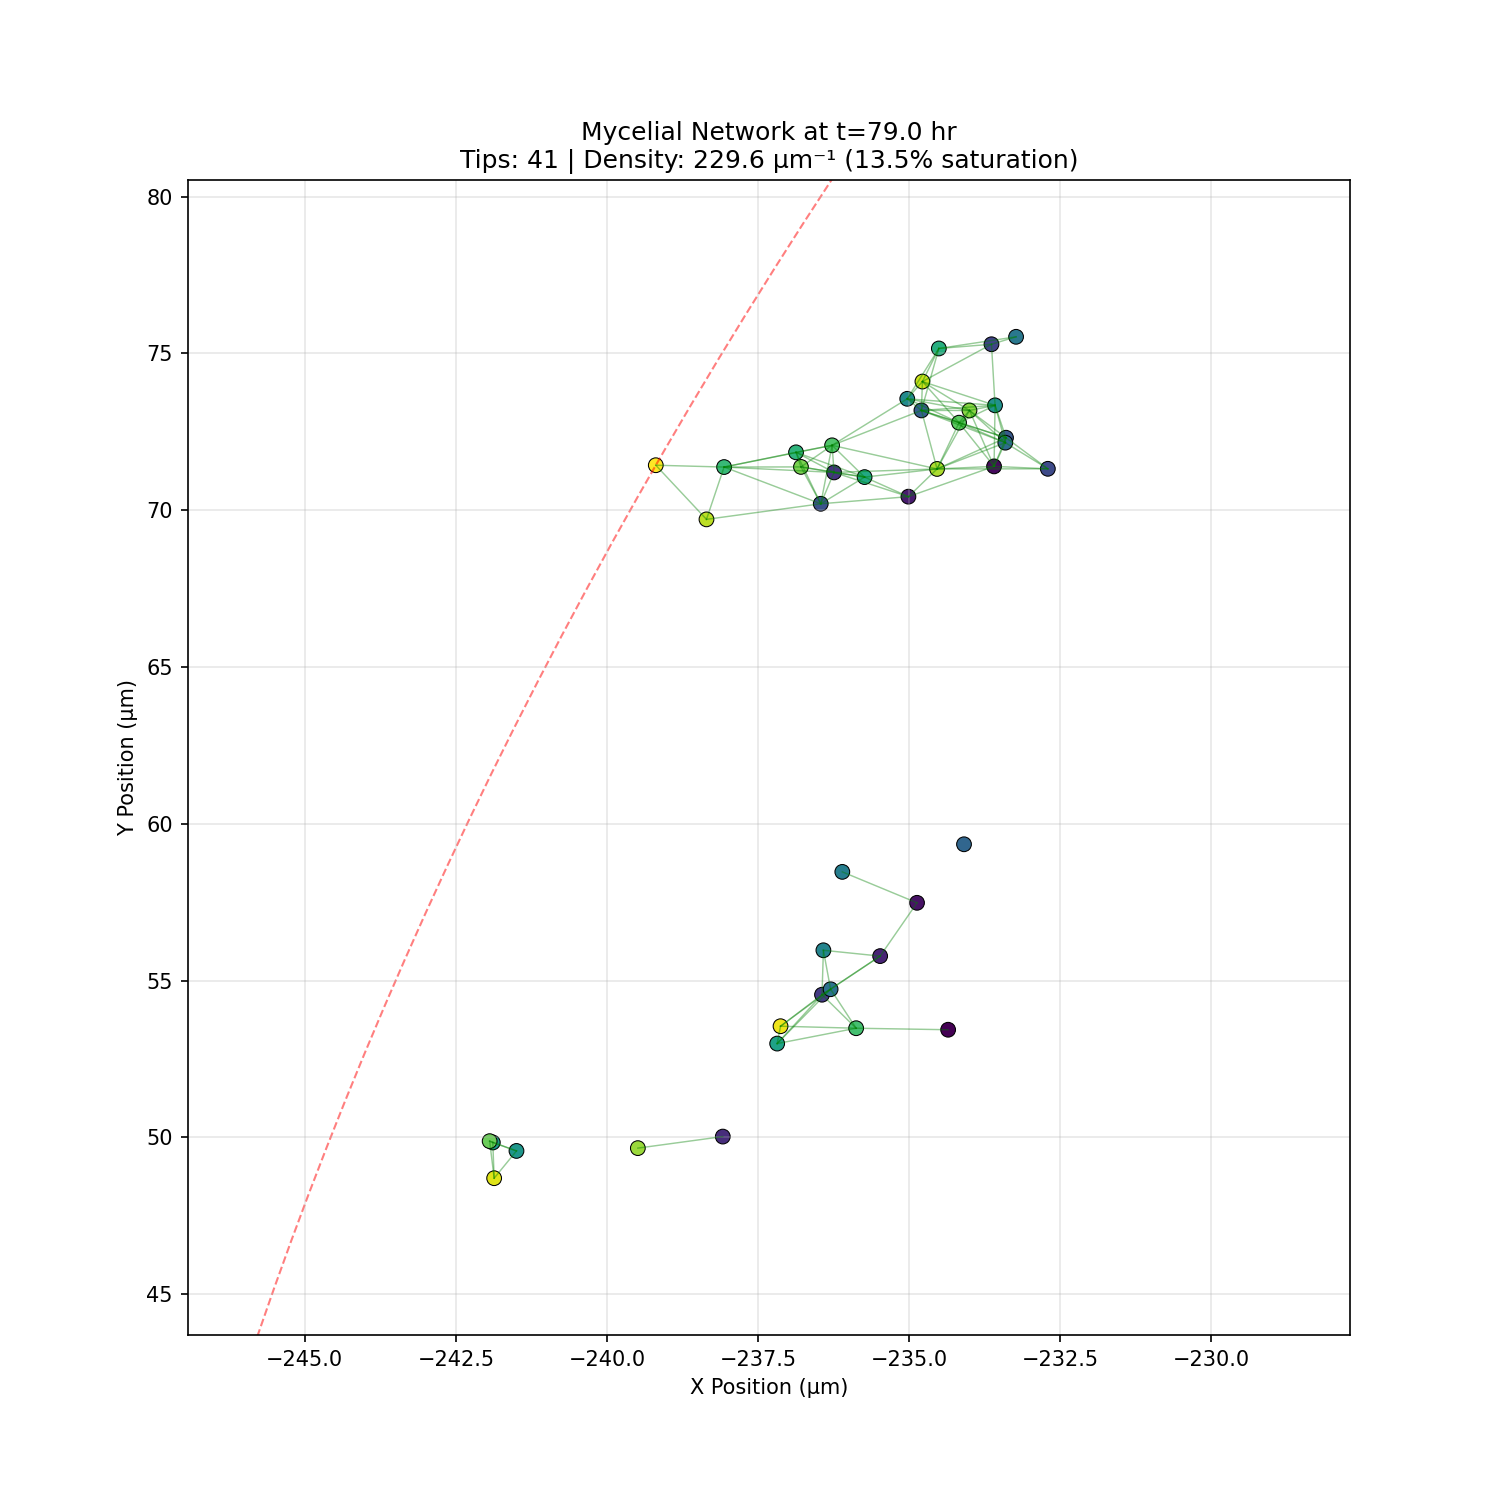 Mycelial Network at t=79.0 hr
Tips: 41 | Density: 229.6 μm⁻¹ (13.5% saturation)
80
75
70
65
60
55
50
45
Y Position (μm)
−245.0 −242.5 −240.0 −237.5 −235.0 −232.5 −230.0
X Position (μm)